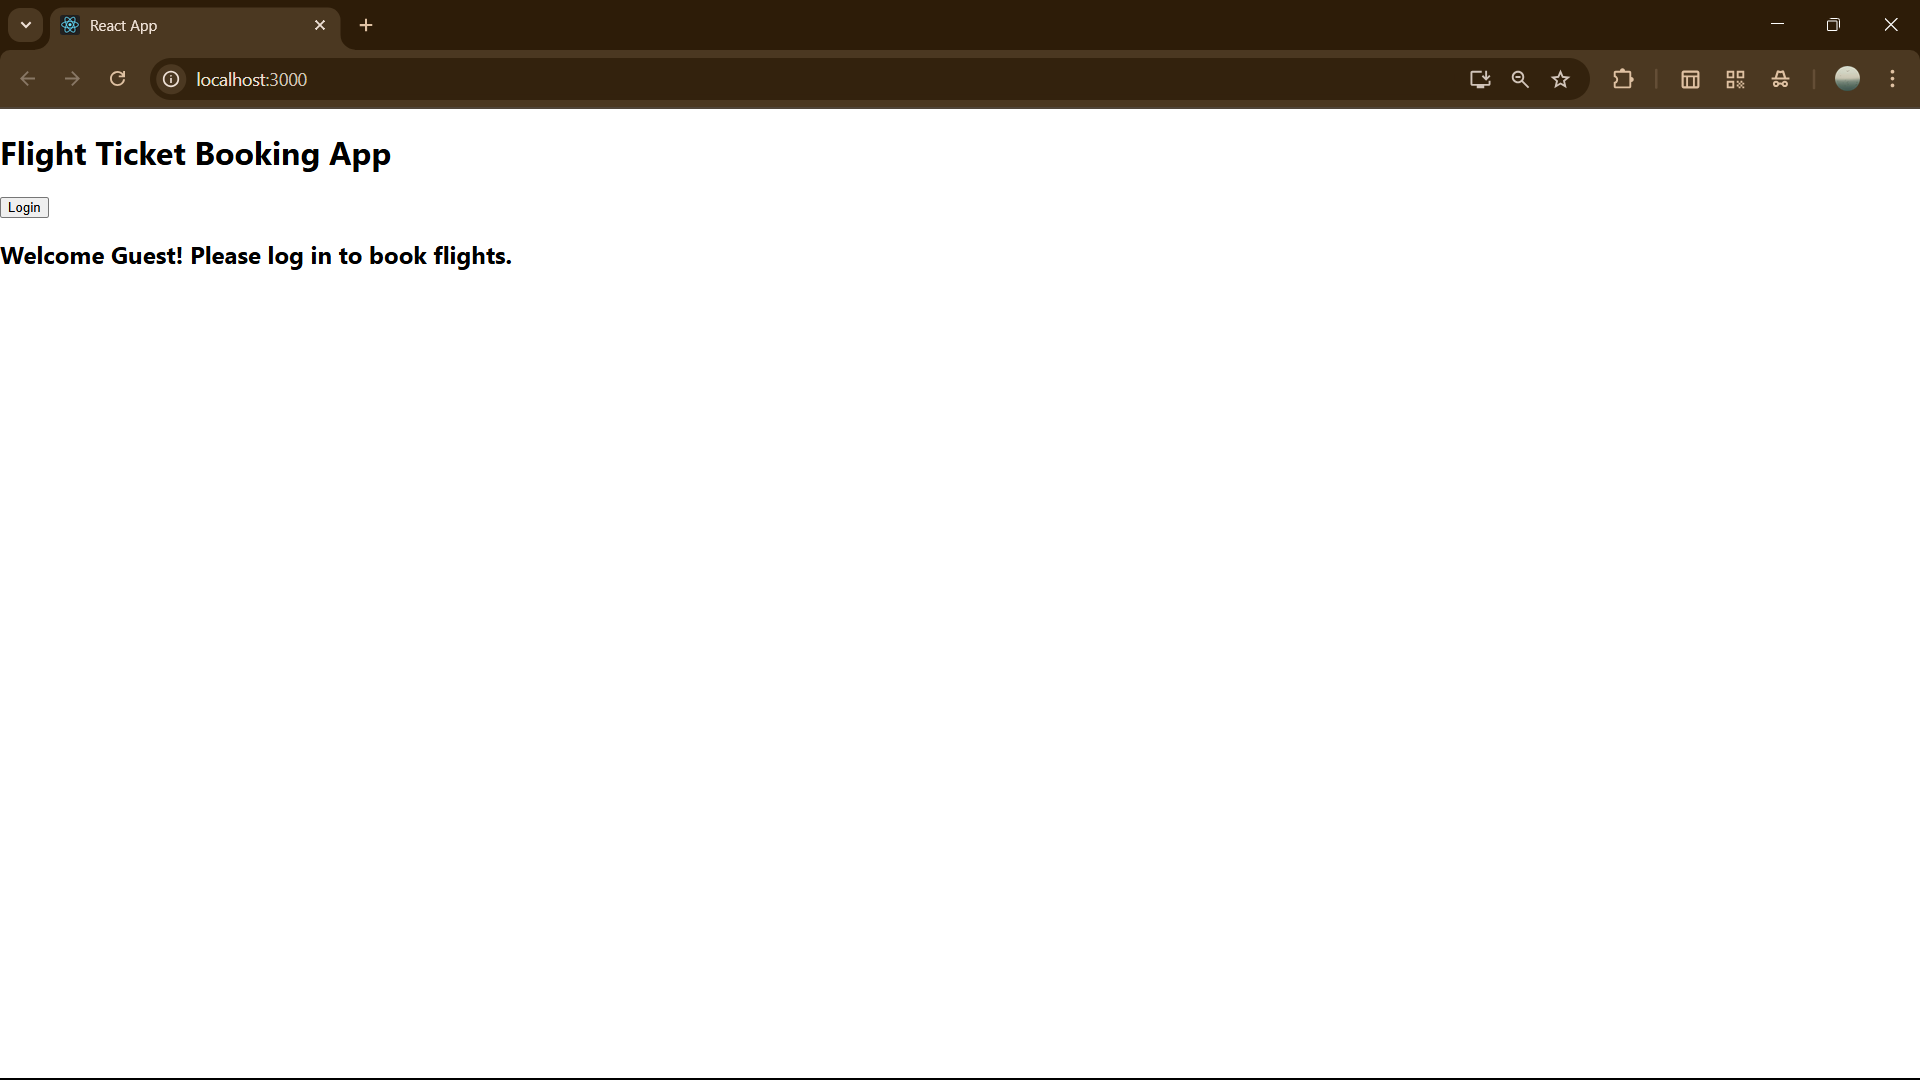 React App
localhost:3000
Flight Ticket Booking App
Login
Welcome Guest! Please log in to book flights.